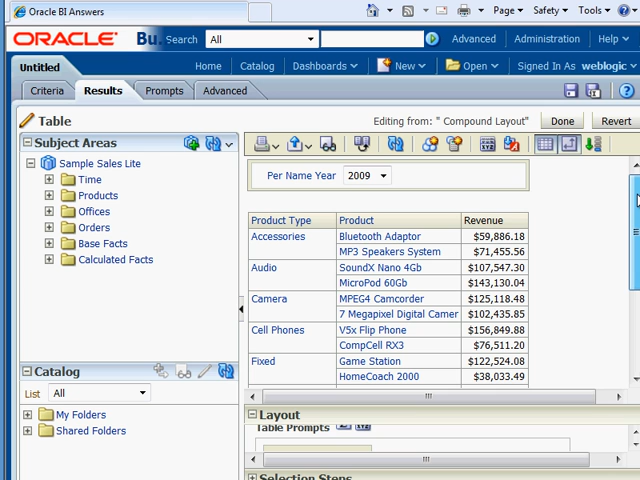 Oracle BI Answers
Page
Safety
Tools
ORACLE
Bu.
Search
All
Advanced
Administration
Help
Untitled
Home
Catalog
Dashboards
New
Open
Signed In As weblogic
Criteria
Results
Prompts
Advanced
Table
Editing from: " Compound Layout"
Done
Revert
Subject Areas
Sample Sales Lite
Time
Products
Offices
Orders
Base Facts
Calculated Facts
Catalog
List
All
My Folders
Shared Folders
Per Name Year
2009
Product Type Product Revenue
Accessories Bluetooth Adaptor $59,886.18
MP3 Speakers System $71,455.56
Audio SoundX Nano 4Gb $107,547.30
MicroPod 60Gb $143,130.04
Camera MPEG4 Camcorder $125,118.48
7 Megapixel Digital Camer $102,435.85
Cell Phones V5x Flip Phone $156,849.88
CompCell RX3 $76,511.20
Fixed Game Station $122,524.08
HomeCoach 2000 $38,033.49
Layout
Table Prompts
Selection Steps